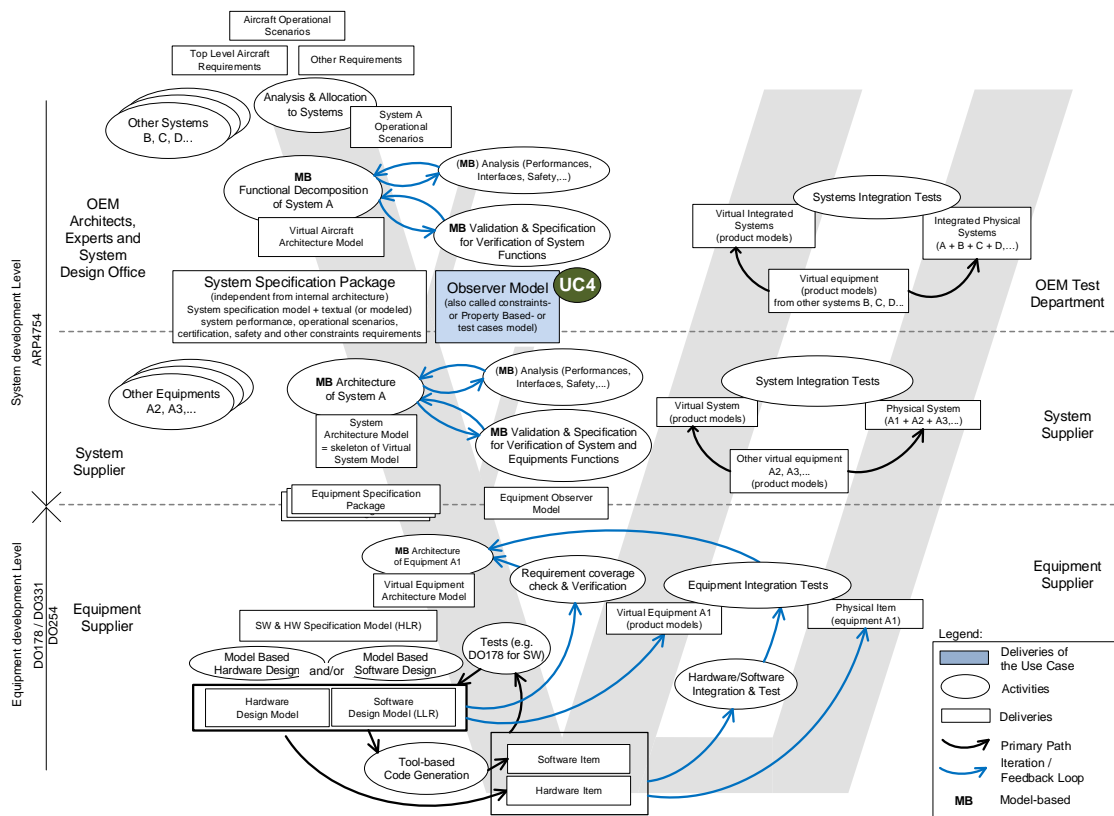 Aircraft Operational
Scenarios
Top Level Aircraft
Requirements
Other Requirements
Analysis & Allocation
to Systems
Other Systems
B, C, D...
System A
Operational
Scenarios
MB
Functional Decomposition
of System A
(MB) Analysis (Performances,
Interfaces, Safety,...)
Virtual Aircraft
Architecture Model
MB Validation & Specification
for Verification of System
Functions
OEM
Architects,
Experts and
System
Design Office
System Specification Package
(independent from internal architecture)
System specification model + textual (or modeled)
system performance, operational scenarios,
certification, safety and other constraints requirements
Observer Model
(also called constraints-
or Property Based- or
test cases model)
UC4
Systems Integration Tests
Virtual Integrated
Systems
(product models)
Integrated Physical
Systems
(A + B + C + D,...)
Virtual equipment
(product models)
from other systems B, C, D...
OEM Test
Department
System development Level
ARP4754
Other Equipments
A2, A3,...
MB Architecture
of System A
(MB) Analysis (Performances,
Interfaces, Safety,...)
System
Architecture Model
= skeleton of Virtual
System Model
MB Validation & Specification
for Verification of System and
Equipments Functions
System
Supplier
System Integration Tests
Virtual System
(product models)
Physical System
(A1 + A2 + A3,...)
Other virtual equipment
A2, A3,...
(product models)
System
Supplier
Equipment Specification
Package
Equipment Observer
Model
Equipment development Level
DO178 / DO331
DO254
Equipment
Supplier
MB Architecture
of Equipment A1
Virtual Equipment
Architecture Model
Requirement coverage
check & Verification
Equipment Integration Tests
Virtual Equipment A1
(product models)
Physical Item
(equipment A1)
Equipment
Supplier
SW & HW Specification Model (HLR)
Model Based
Hardware Design
and/or
Model Based
Software Design
Tests (e.g.
DO178 for SW)
Hardware
Design Model
Software
Design Model (LLR)
Hardware/Software
Integration & Test
Tool-based
Code Generation
Software Item
Hardware Item
Legend:
Deliveries of
the Use Case
Activities
Deliveries
Primary Path
Iteration /
Feedback Loop
MB Model-based